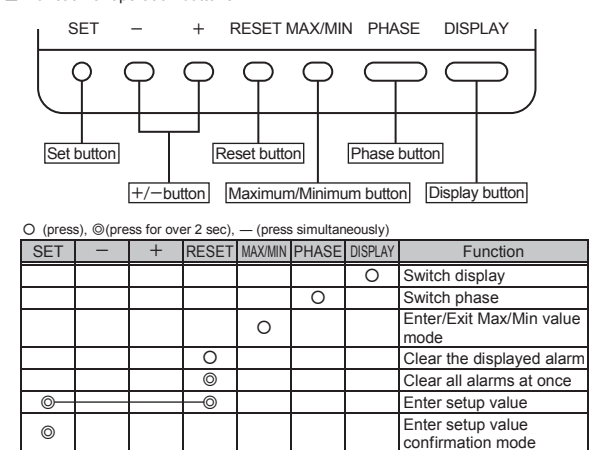 SET − + RESET MAX/MIN PHASE DISPLAY
Set button Reset button Phase button
+/−button Maximum/Minimum button Display button
○ (press), ◎(press for over 2 sec), — (press simultaneously)
SET − + RESET MAX/MIN PHASE DISPLAY Function
○ Switch display
○ Switch phase
○ Enter/Exit Max/Min value
mode
○ Clear the displayed alarm
◎ Clear all alarms at once
◎—◎ Enter setup value
◎ Enter setup value
confirmation mode